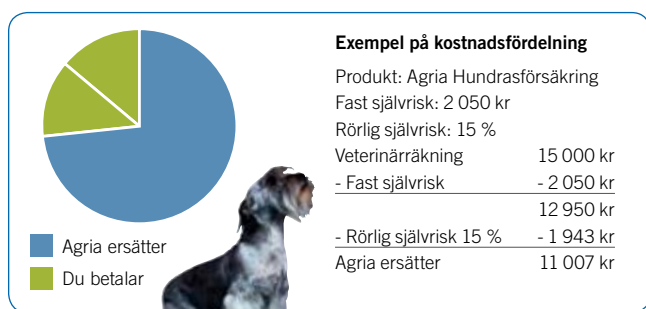 Exempel på kostnadsfördelning
Produkt: Agria Hundrasförsäkring
Fast självrisk: 2 050 kr
Rörlig självrisk: 15 %
Veterinärräkning 15 000 kr
- Fast självrisk - 2 050 kr
12 950 kr
- Rörlig självrisk 15 % - 1 943 kr
Agria ersätter 11 007 kr
Agria ersätter
Du betalar